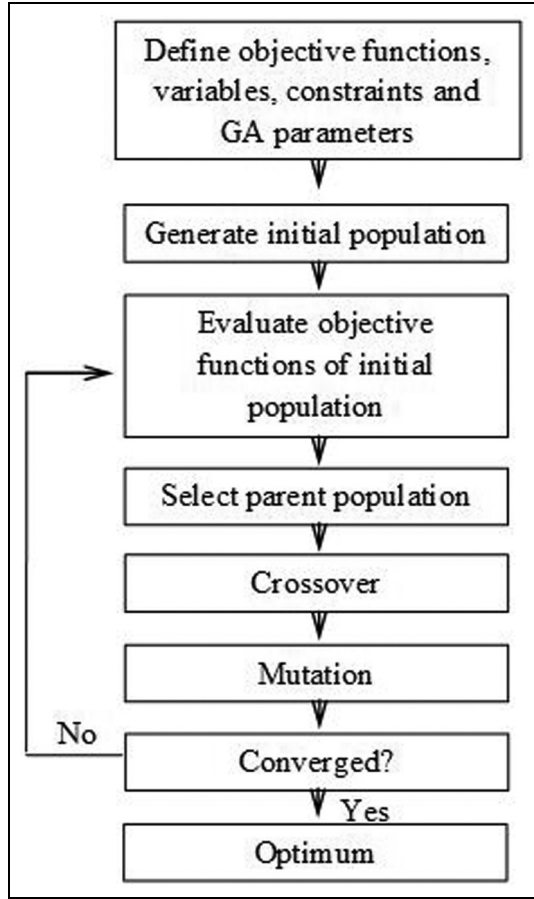 Define objective functions,
variables, constraints and
GA parameters
Generate initial population
Evaluate objective
functions of initial
population
Select parent population
Crossover
Mutation
No
Converged?
Yes
Optimum